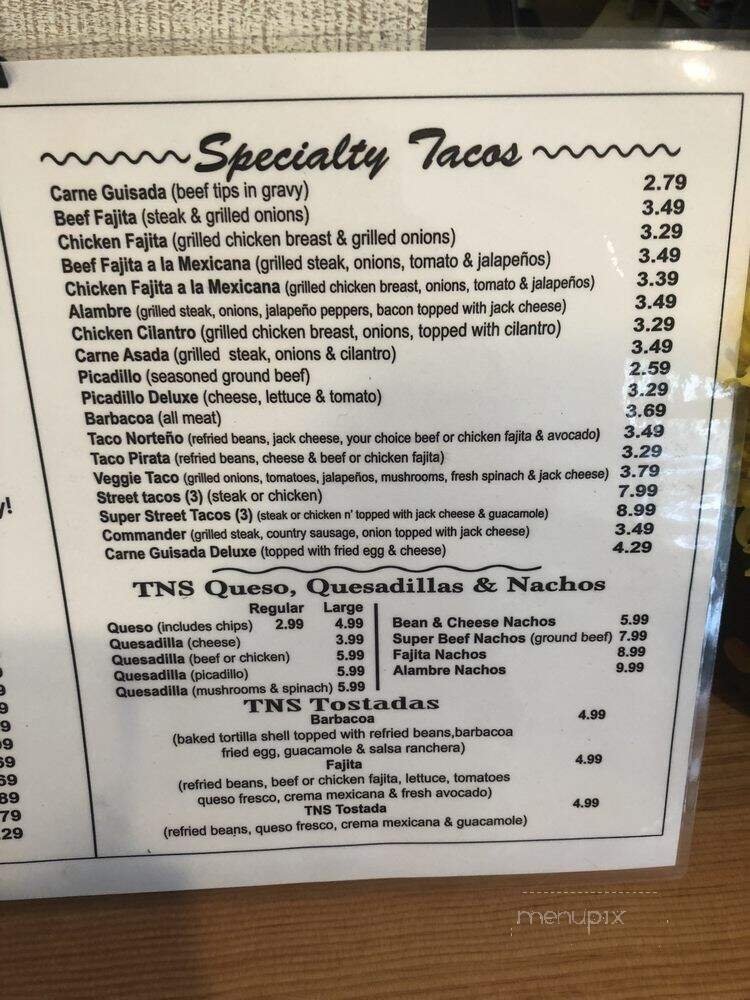 Specialty Tacos
Carne Guisada (beef tips in gravy) 2.79
Beef Fajita (steak & grilled onions) 3.49
Chicken Fajita (grilled chicken breast & grilled onions) 3.29
Beef Fajita a la Mexicana (grilled steak, onions, tomato & jalapeños) 3.49
Chicken Fajita a la Mexicana (grilled chicken breast, onions, tomato & jalapeños) 3.39
Alambre (grilled steak, onions, jalapeño peppers, bacon topped with jack cheese) 3.49
Chicken Cilantro (grilled chicken breast, onions, topped with cilantro) 3.29
Carne Asada (grilled steak, onions & cilantro) 3.49
Picadillo (seasoned ground beef) 2.59
Picadillo Deluxe (cheese, lettuce & tomato) 3.29
Barbacoa (all meat) 3.69
Taco Norteño (refried beans, jack cheese, your choice beef or chicken fajita & avocado) 3.49
Taco Pirata (refried beans, cheese & beef or chicken fajita) 3.29
Veggie Taco (grilled onions, tomatoes, jalapeños, mushrooms, fresh spinach & jack cheese) 3.79
Street tacos (3) (steak or chicken) 7.99
Super Street Tacos (3) (steak or chicken n' topped with jack cheese & guacamole) 8.99
Commander (grilled steak, country sausage, onion topped with jack cheese) 3.49
Carne Guisada Deluxe (topped with fried egg & cheese) 4.29
TNS Queso, Quesadillas & Nachos
Regular Large
Queso (includes chips) 2.99 4.99
Quesadilla (cheese) 3.99
Quesadilla (beef or chicken) 5.99
Quesadilla (picadillo) 5.99
Quesadilla (mushrooms & spinach) 5.99
Bean & Cheese Nachos 5.99
Super Beef Nachos (ground beef) 7.99
Fajita Nachos 8.99
Alambre Nachos 9.99
TNS Tostadas
Barbacoa 4.99
(baked tortilla shell topped with refried beans,barbacoa
fried egg, guacamole & salsa ranchera)
Fajita 4.99
(refried beans, beef or chicken fajita, lettuce, tomatoes
queso fresco, crema mexicana & fresh avocado)
TNS Tostada 4.99
(refried beans, queso fresco, crema mexicana & guacamole)
y!
9
9
99
59
69
89
79
.29
menupix